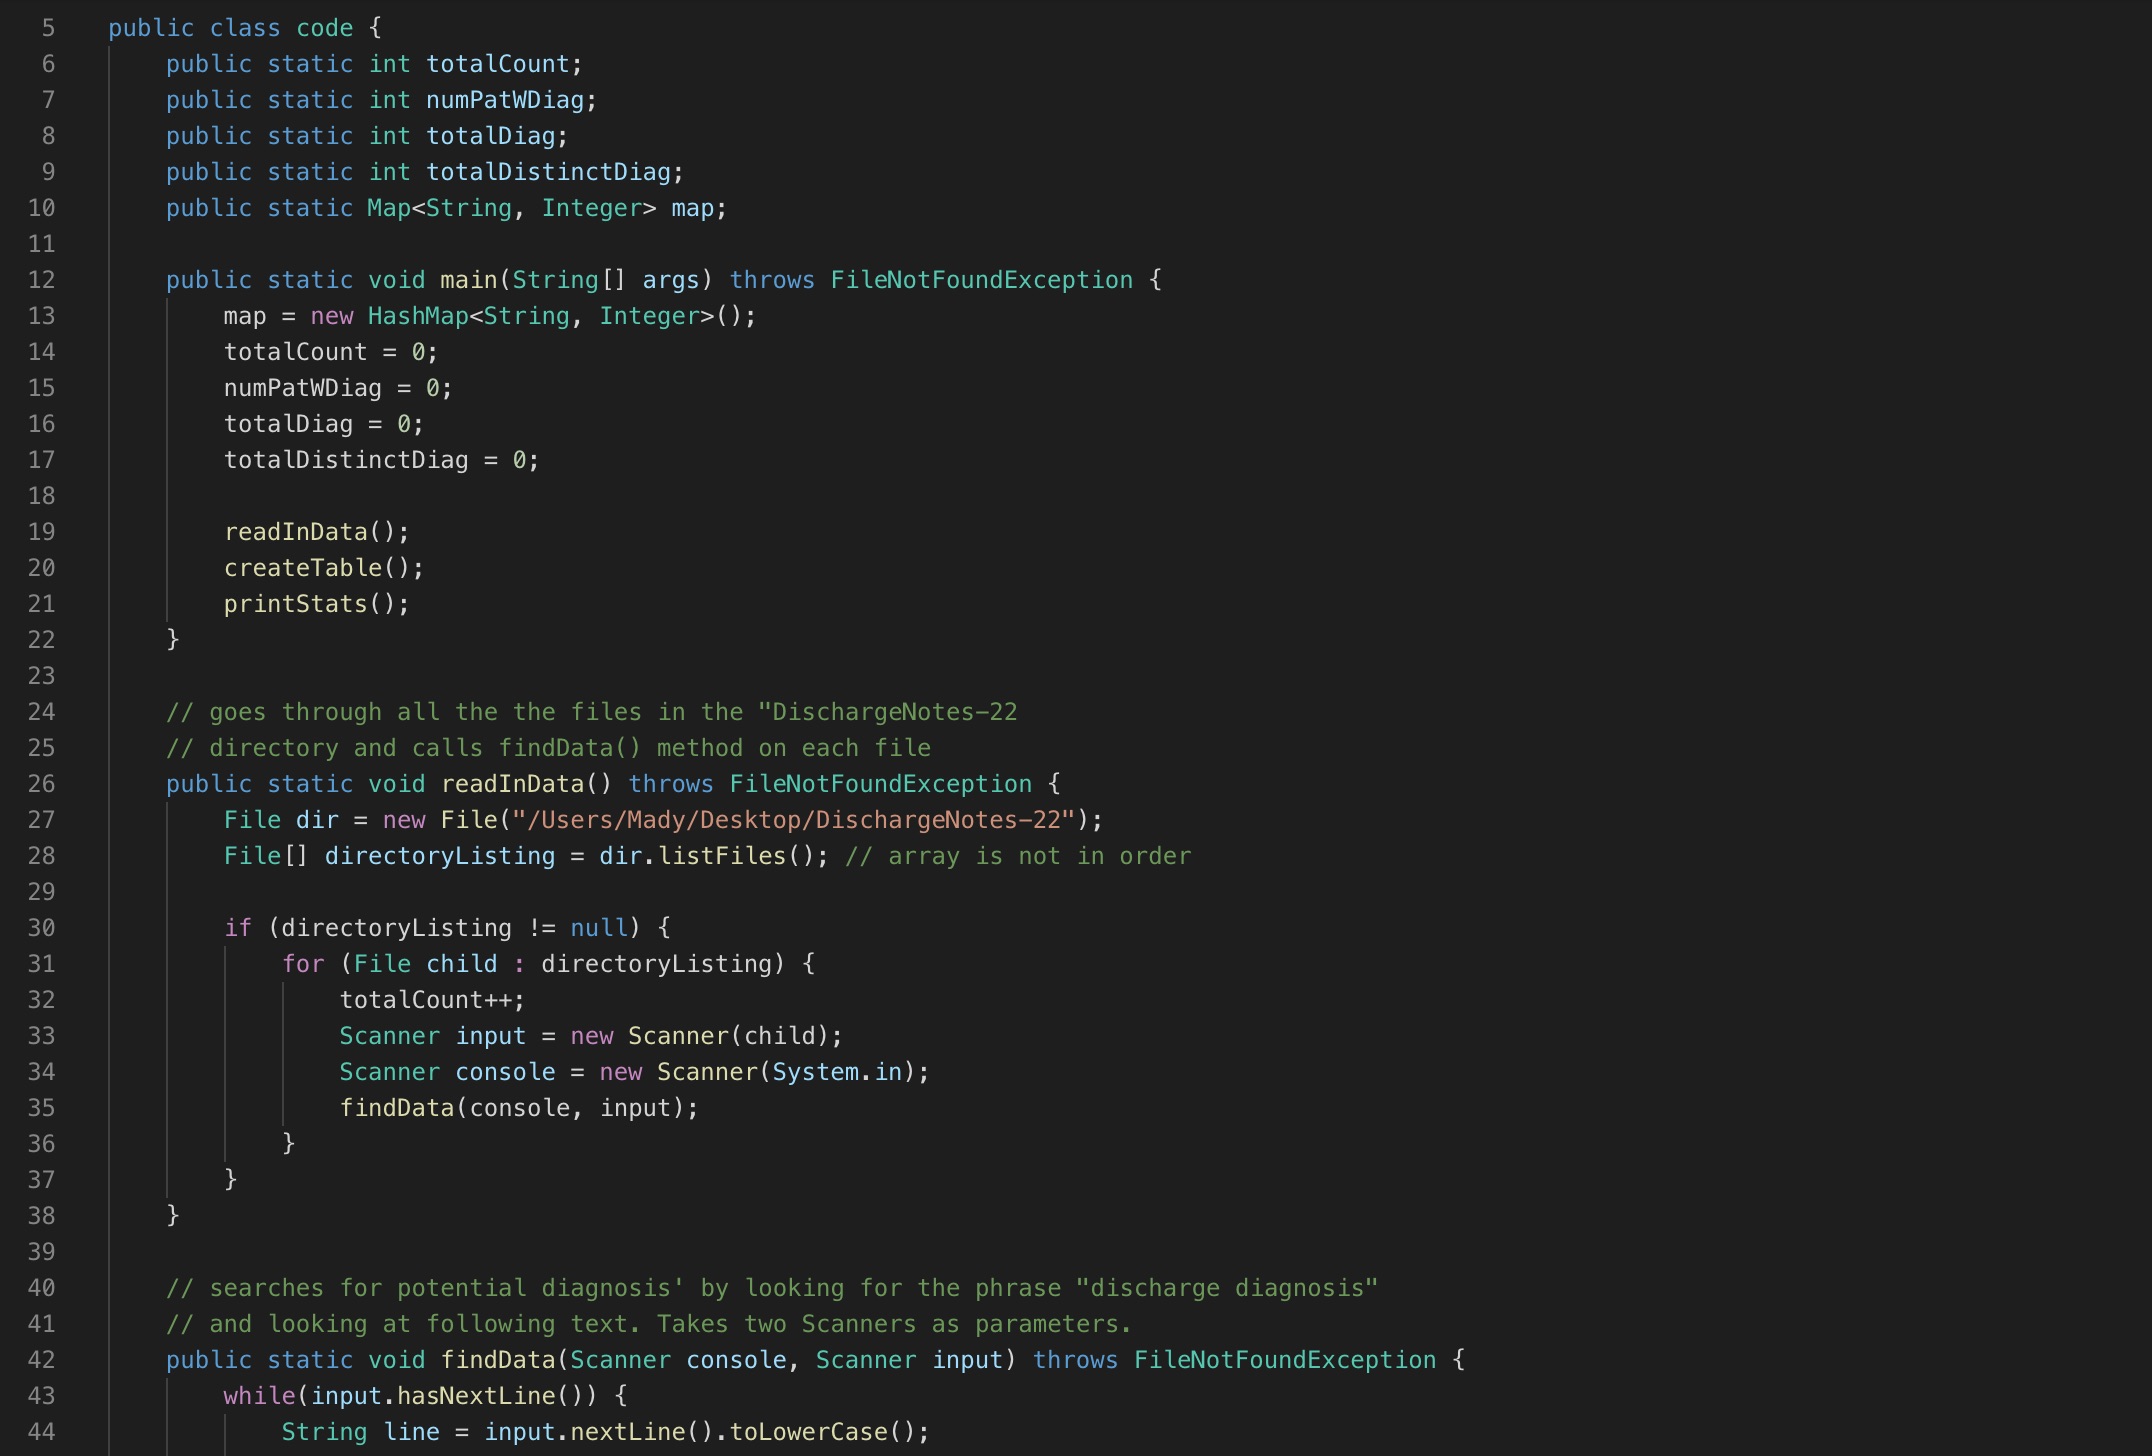 5 public class code {
6 public static int totalCount;
7 public static int numPatWDiag;
8 public static int totalDiag;
9 public static int totalDistinctDiag;
10 public static Map<String, Integer> map;
11
12 public static void main(String[] args) throws FileNotFoundException {
13 map = new HashMap<String, Integer>();
14 totalCount = 0;
15 numPatWDiag = 0;
16 totalDiag = 0;
17 totalDistinctDiag = 0;
18
19 readInData();
20 createTable();
21 printStats();
22 }
23
24 // goes through all the the files in the "DischargeNotes-22
25 // directory and calls findData() method on each file
26 public static void readInData() throws FileNotFoundException {
27 File dir = new File("/Users/Mady/Desktop/DischargeNotes-22");
28 File[] directoryListing = dir.listFiles(); // array is not in order
29
30 if (directoryListing != null) {
31 for (File child : directoryListing) {
32 totalCount++;
33 Scanner input = new Scanner(child);
34 Scanner console = new Scanner(System.in);
35 findData(console, input);
36 }
37 }
38 }
39
40 // searches for potential diagnosis' by looking for the phrase "discharge diagnosis"
41 // and looking at following text. Takes two Scanners as parameters.
42 public static void findData(Scanner console, Scanner input) throws FileNotFoundException {
43 while(input.hasNextLine()) {
44 String line = input.nextLine().toLowerCase();